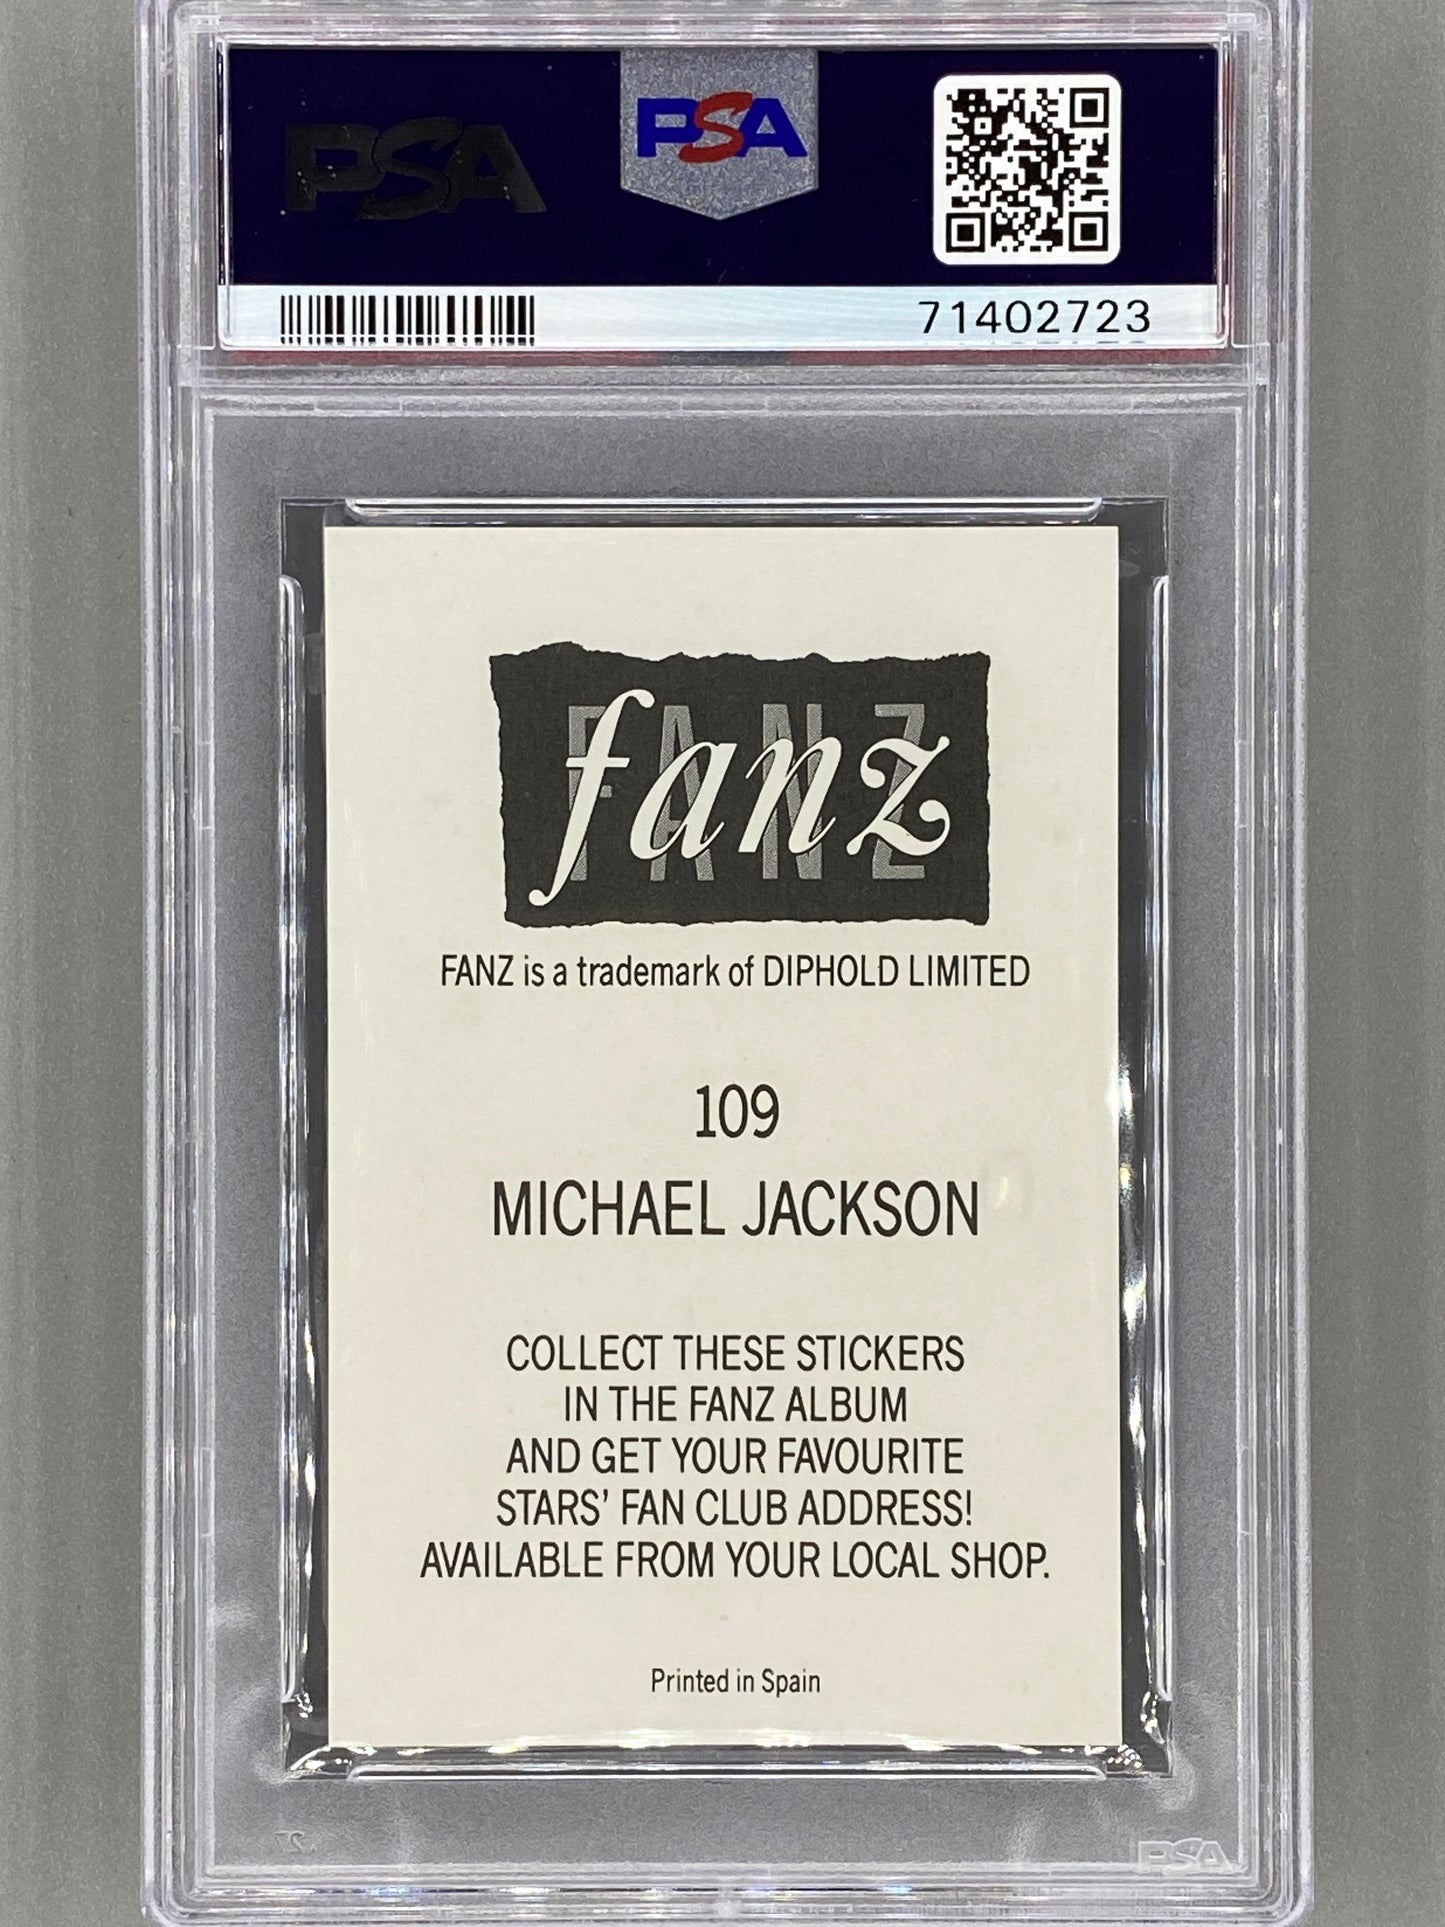 PSA
PSA
71402723
FANZ
fanz
FANZ
FANZ is a trademark of DIPHOLD LIMITED
109
MICHAEL JACKSON
COLLECT THESE STICKERS
IN THE FANZ ALBUM
AND GET YOUR FAVOURITE
STARS’ FAN CLUB ADDRESS!
AVAILABLE FROM YOUR LOCAL SHOP.
Printed in Spain
PSA